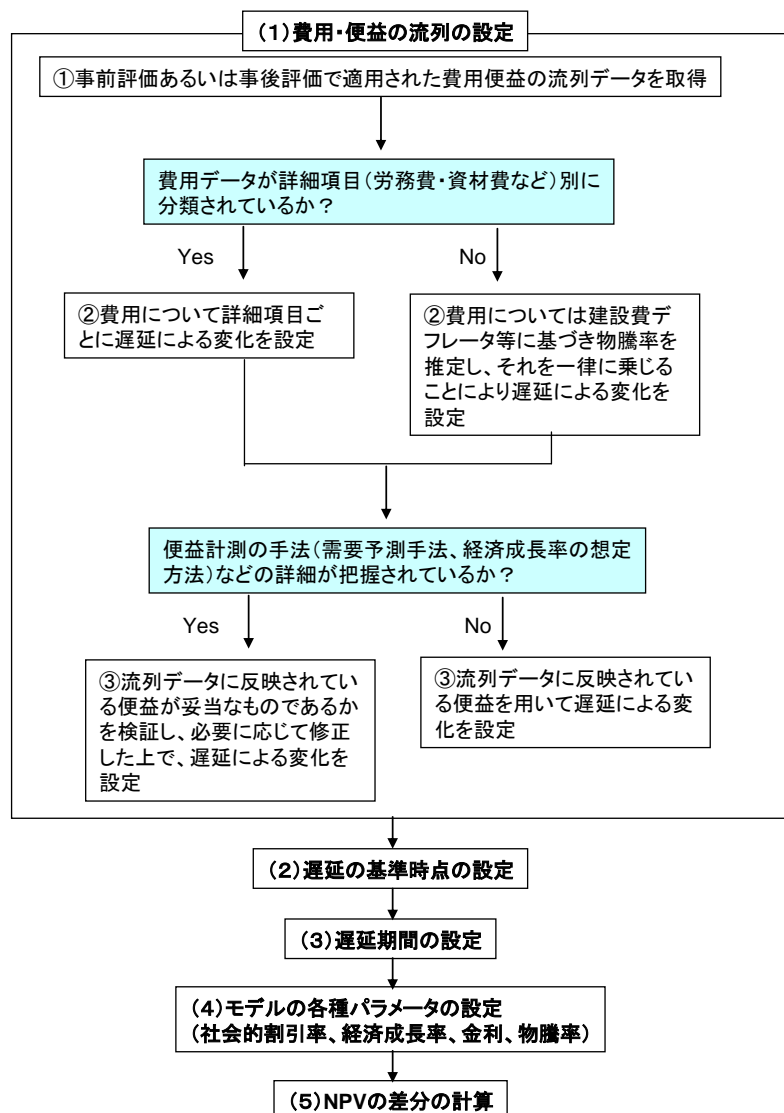 (1)費用・便益の流列の設定
①事前評価あるいは事後評価で適用された費用便益の流列データを取得
費用データが詳細項目(労務費・資材費など)別に
分類されているか?
Yes
No
②費用について詳細項目ご
とに遅延による変化を設定
②費用については建設費デ
フレータ等に基づき物騰率を
推定し、それを一律に乗じる
ことにより遅延による変化を
設定
便益計測の手法(需要予測手法、経済成長率の想定
方法)などの詳細が把握されているか?
Yes
No
③流列データに反映されてい
る便益が妥当なものであるか
を検証し、必要に応じて修正
した上で、遅延による変化を
設定
③流列データに反映されてい
る便益を用いて遅延による変
化を設定
(2)遅延の基準時点の設定
(3)遅延期間の設定
(4)モデルの各種パラメータの設定
(社会的割引率、経済成長率、金利、物騰率)
(5)NPVの差分の計算